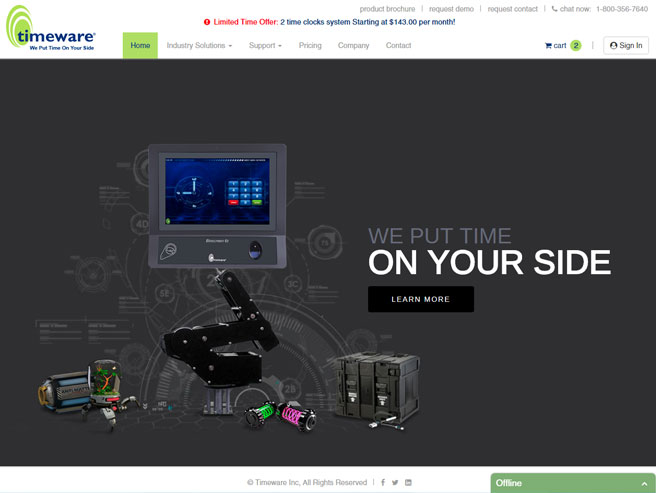 product brochure | request demo | request contact | chat now: 1-800-356-7640
Limited Time Offer: 2 time clocks system Starting at $143.00 per month!
timeware®
We Put Time On Your Side
Home Industry Solutions Support Pricing Company Contact
cart 2 | Sign In
timeware
WE PUT TIME
ON YOUR SIDE
LEARN MORE
© Timeware Inc, All Rights Reserved |
Offline